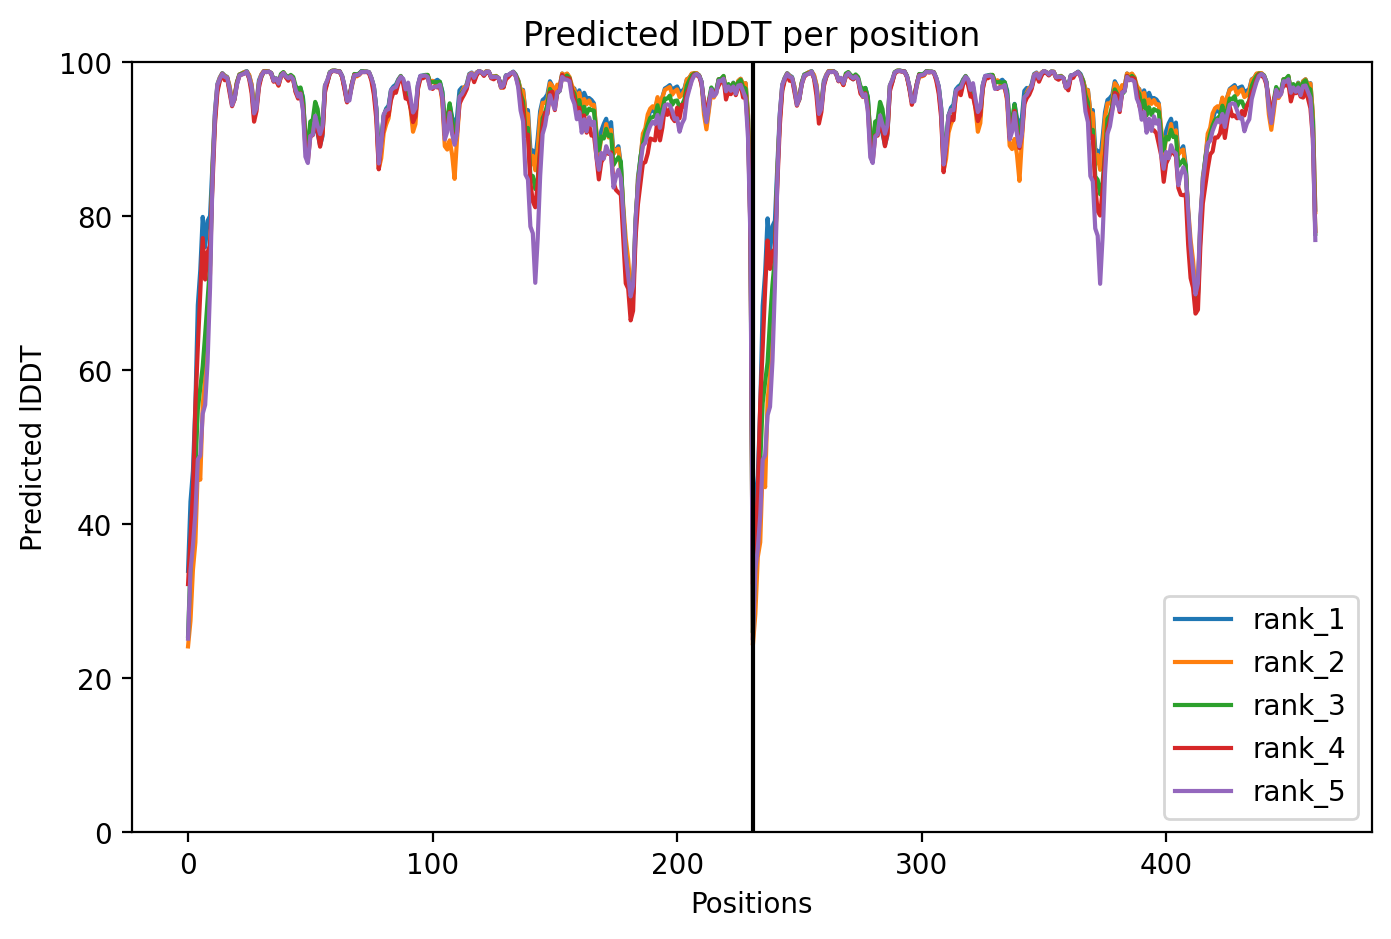 Predicted lDDT per position
Predicted lDDT
100
80
60
40
20
0
0 100 200 300 400
Positions
rank_1
rank_2
rank_3
rank_4
rank_5